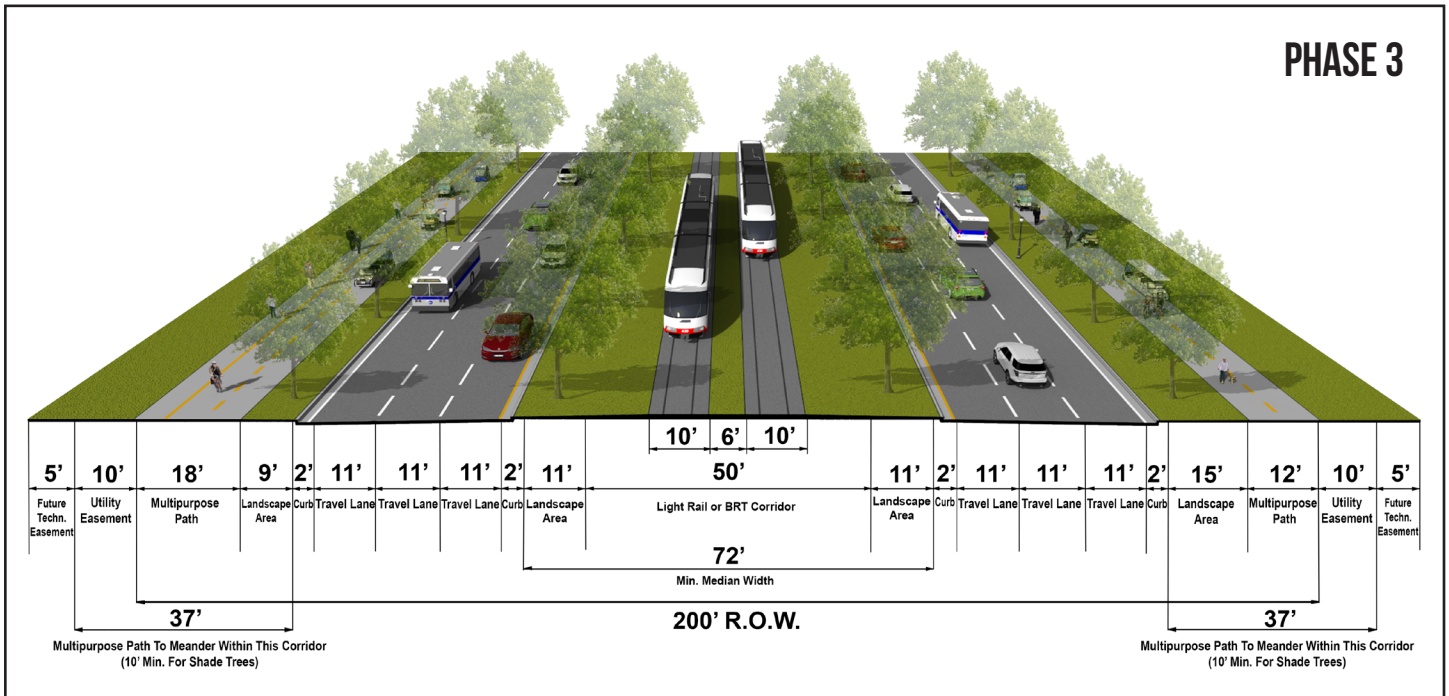 PHASE 3
10’ 6’ 10’
5’ 10’ 18’ 9’ 2’ 11’ 11’ 11’ 2’ 11’ 50’ 11’ 2’ 11’ 11’ 11’ 2’ 15’ 12’ 10’ 5’
Future Utility Multipurpose Landscape Curb Travel Lane Travel Lane Travel Lane Curb Landscape Light Rail or BRT Corridor Landscape Curb Travel Lane Travel Lane Travel Lane Curb Landscape Multipurpose Utility Future
Techn. Easement Path Area Area Area Area Path Easement Techn.
Easement Easement
72’
Min. Median Width
200’ R.O.W.
37’ 37’
Multipurpose Path To Meander Within This Corridor Multipurpose Path To Meander Within This Corridor
(10’ Min. For Shade Trees) (10’ Min. For Shade Trees)